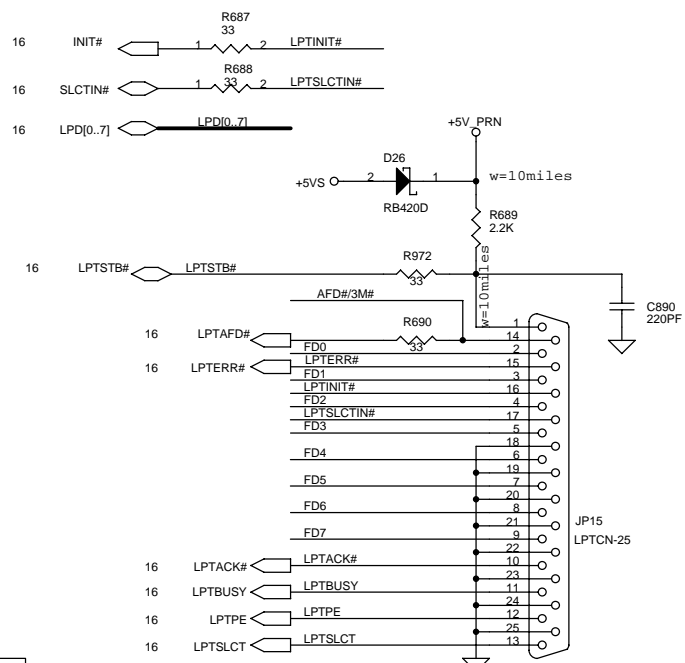 R687
33
16 INIT# 1 2 LPTINIT#
R688
16 SLCTIN# 1 33 2 LPTSLCTIN#
16 LPD[0..7] LPD[0..7]
+5V_PRN
D26
+5VS 2 1 w=10miles
RB420D
R689
2.2K
w=10miles
R972
16 LPTSTB# LPTSTB#
33
AFD#/3M#
C890
220PF
1
R690
16 LPTAFD# 14
33
FD0 2
16 LPTERR# LPTERR# 15
FD1 3
LPTINIT# 16
FD2 4
LPTSLCTIN# 17
FD3 5
18
FD4 6
19
FD5 7
20
FD6 8
21
JP15
FD7 9
LPTCN-25
22
16 LPTACK# LPTACK# 10
23
16 LPTBUSY LPTBUSY 11
24
16 LPTPE LPTPE 12
25
16 LPTSLCT LPTSLCT 13